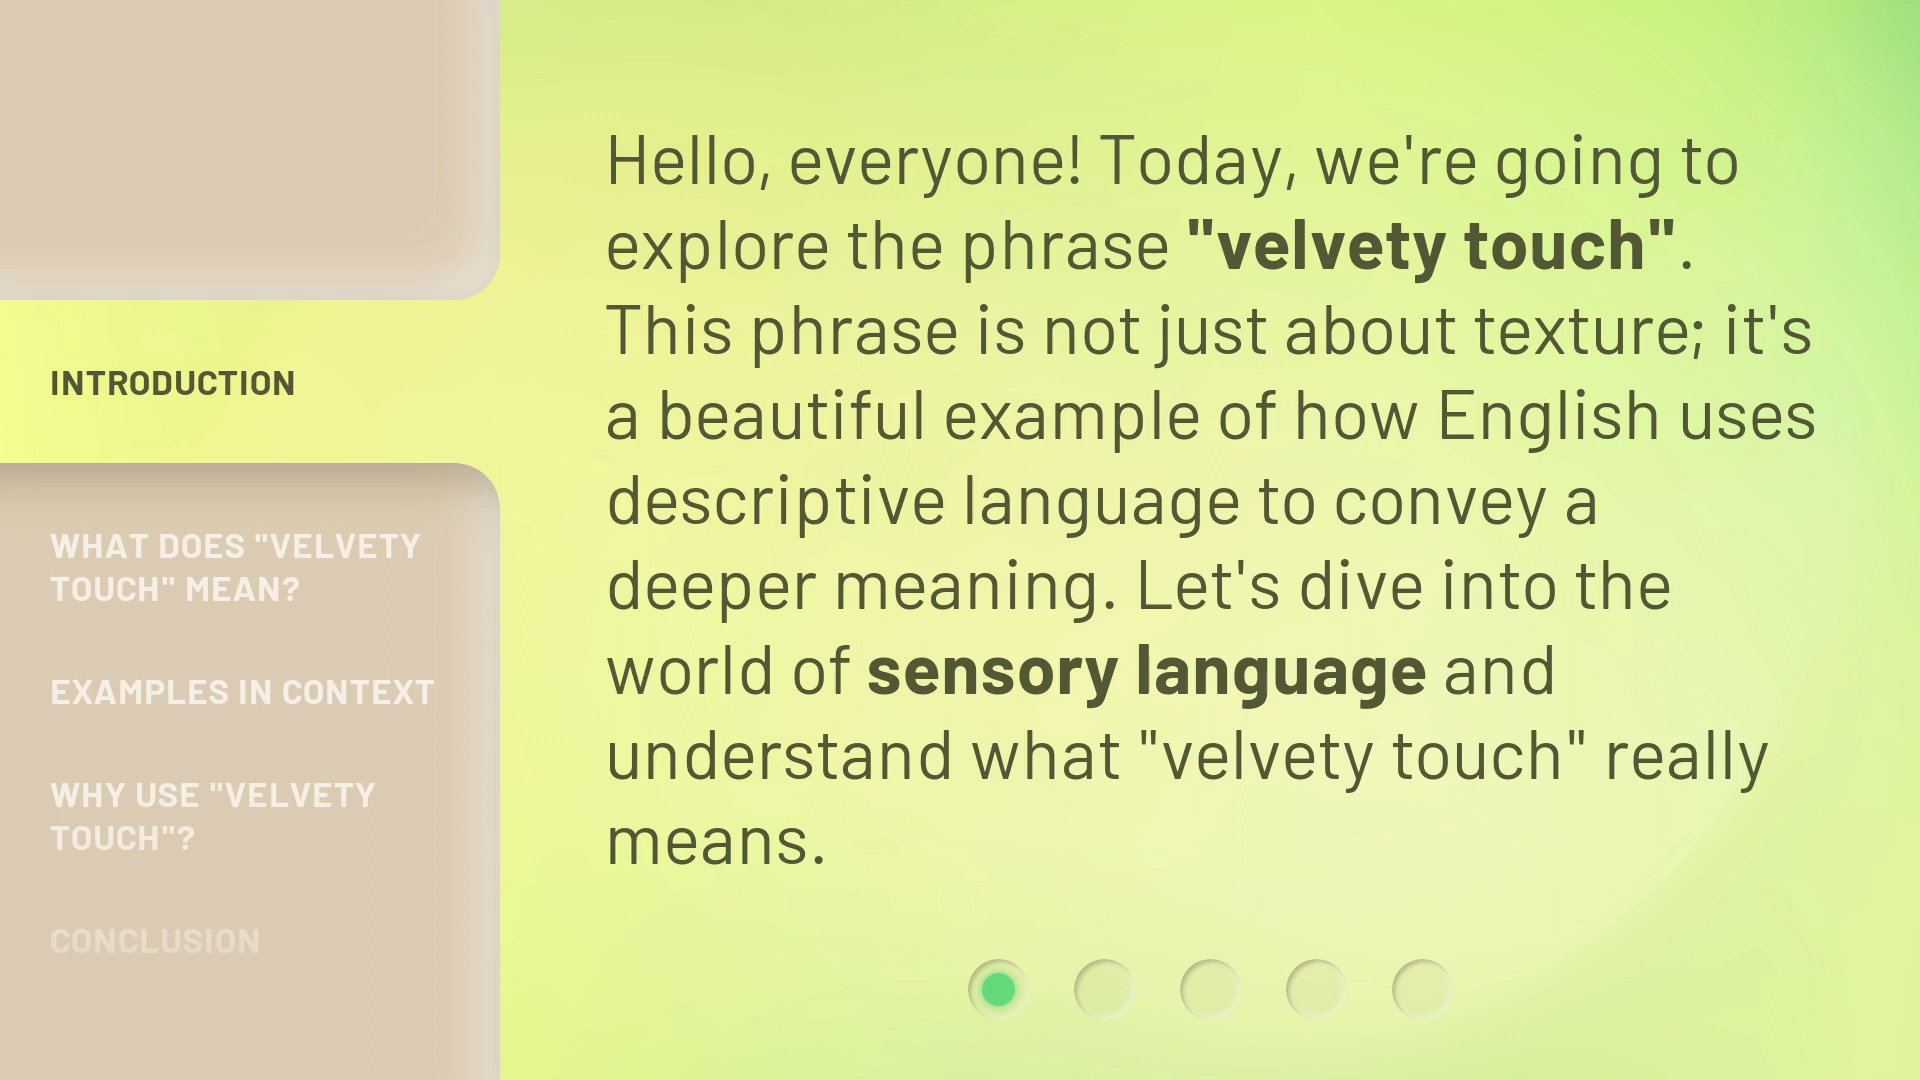 INTRODUCTION
WHAT DOES "VELVETY
TOUCH" MEAN?
EXAMPLES IN CONTEXT
WHY USE "VELVETY
TOUCH"?
CONCLUSION
Hello, everyone! Today, we're going to
explore the phrase "velvety touch".
This phrase is not just about texture; it's
a beautiful example of how English uses
descriptive language to convey a
deeper meaning. Let's dive into the
world of sensory language and
understand what "velvety touch" really
means.